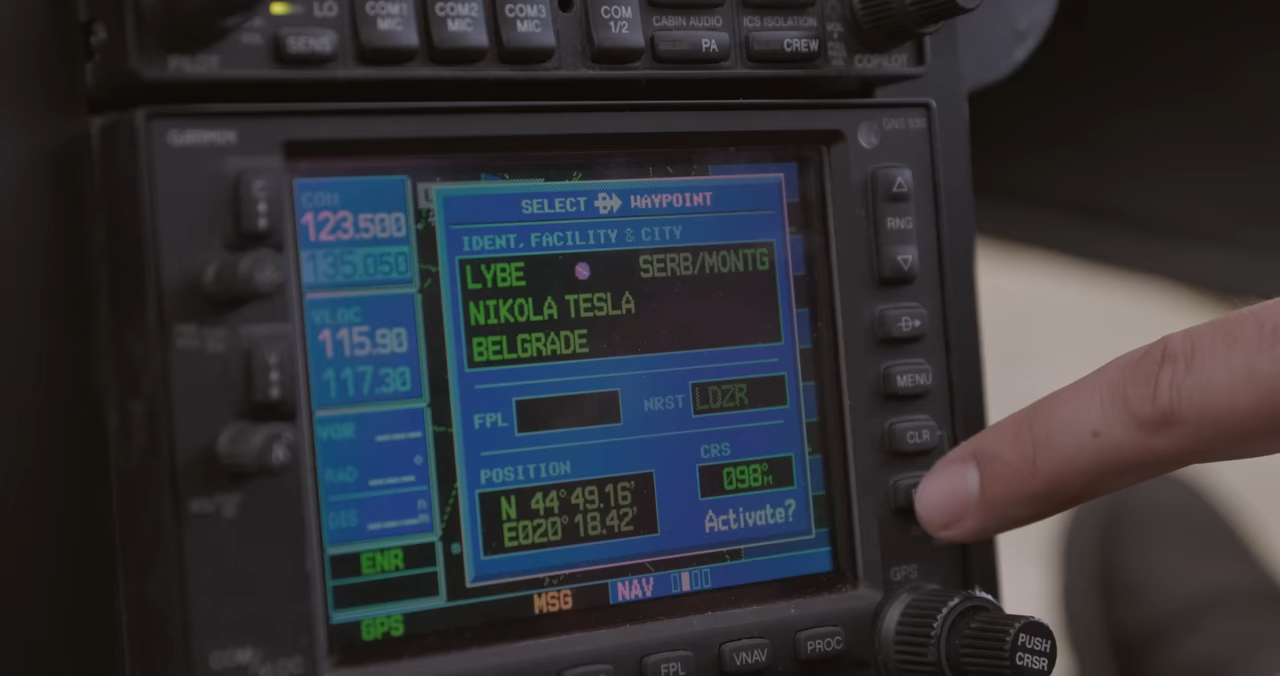 LO
COM1 MIC
COM2 MIC
COM3 MIC
COM 1/2
CABIN AUDIO
PA
ICS ISOLATION
CREW
SENS
PILOT
COPILOT
GARMIN
COM
123.500
135.050
VLOC
115.90
117.30
VOR
RAD
DIS
ENR
GPS
SELECT D WAYPOINT
IDENT, FACILITY & CITY
LYBE
SERB/MONTG
NIKOLA TESLA
BELGRADE
FPL
NRST
POSITION
N 44°49.16'
E020°18.42'
CRS
098°M
Activate?
MSG
NAV
RNG
D
MENU
CLR
GPS
PUSH
CRSR
FPL
VNAV
PROC